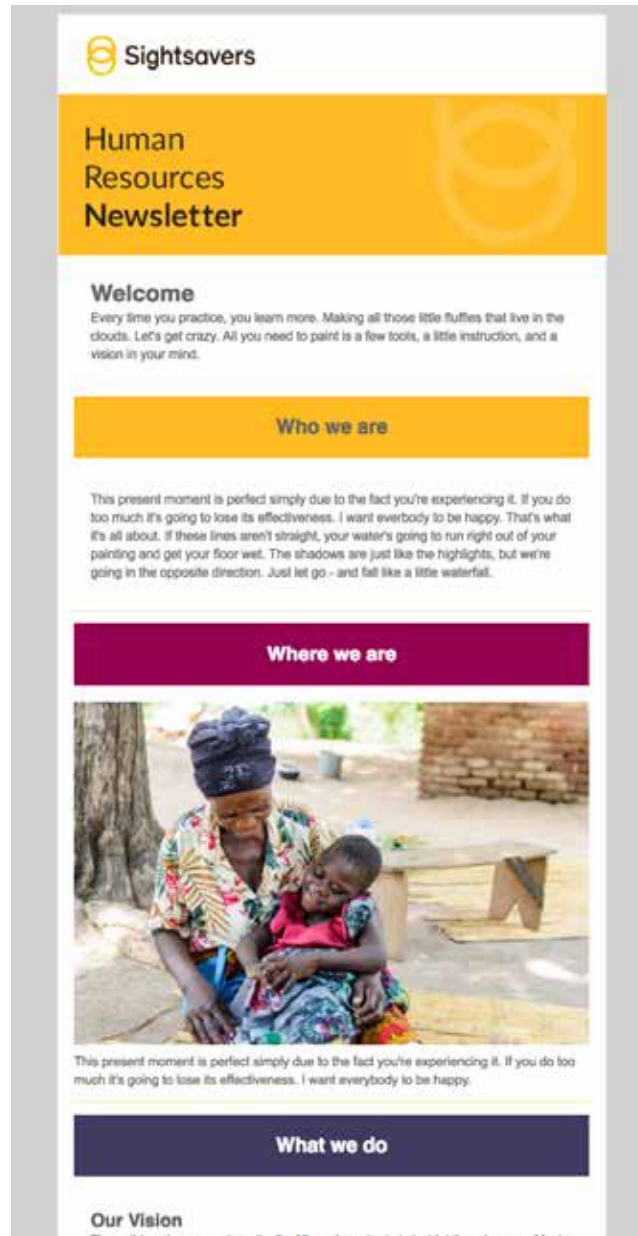 Sightsavers
Human
Resources
Newsletter
Welcome
Every time you practice, you learn more. Making all those little fluffies that live in the
clouds. Let's get crazy. All you need to paint is a few tools, a little instruction, and a
vision in your mind.
Who we are
This present moment is perfect simply due to the fact you're experiencing it. If you do
too much it's going to lose its effectiveness. I want everbody to be happy. That's what
it's all about. If these lines aren't straight, your water's going to run right out of your
painting and get your floor wet. The shadows are just like the highlights, but we're
going in the opposite direction. Just let go - and fall like a little waterfall.
Where we are
This present moment is perfect simply due to the fact you're experiencing it. If you do too
much it's going to lose its effectiveness. I want everybody to be happy.
What we do
Our Vision